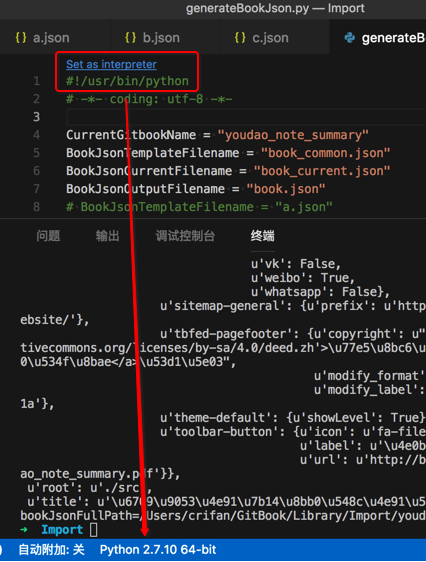 generateBookJson.py — Import
{} a.json {} b.json {} c.json generateBookJs
Set as interpreter
1 #!/usr/bin/python
2 # -*- coding: utf-8 -*-
3
4 CurrentGitbookName = "youdao_note_summary"
5 BookJsonTemplateFilename = "book_common.json"
6 BookJsonCurrentFilename = "book_current.json"
7 BookJsonOutputFilename = "book.json"
8 # BookJsonTemplateFilename = "a.json"
问题 输出 调试控制台 终端
u'vk': False,
u'weibo': True,
u'whatsapp': False},
u'sitemap-general': {u'prefix': u'http
ebsite/'},
u'tbfed-pagefooter': {u'copyright': u"
tivecommons.org/licenses/by-sa/4.0/deed.zh'>\u77e5\u8bc6\u
0\u534f\u8bae</a>\u53d1\u5e03",
u'modify_format'
u'modify_label':
1a'},
u'theme-default': {u'showLevel': True}
u'toolbar-button': {u'icon': u'fa-file
u'label': u'\u4e0b
u'url': u'http://b
ao_note_summary.pdf'}},
u'root': u'./src',
u'title': u'\u6709\u9053\u4e91\u7b14\u8bb0\u548c\u4e91\u5
bookJsonFullPath=/Users/crifan/GitBook/Library/Import/youd
➜ Import
自动附加: 关 Python 2.7.10 64-bit